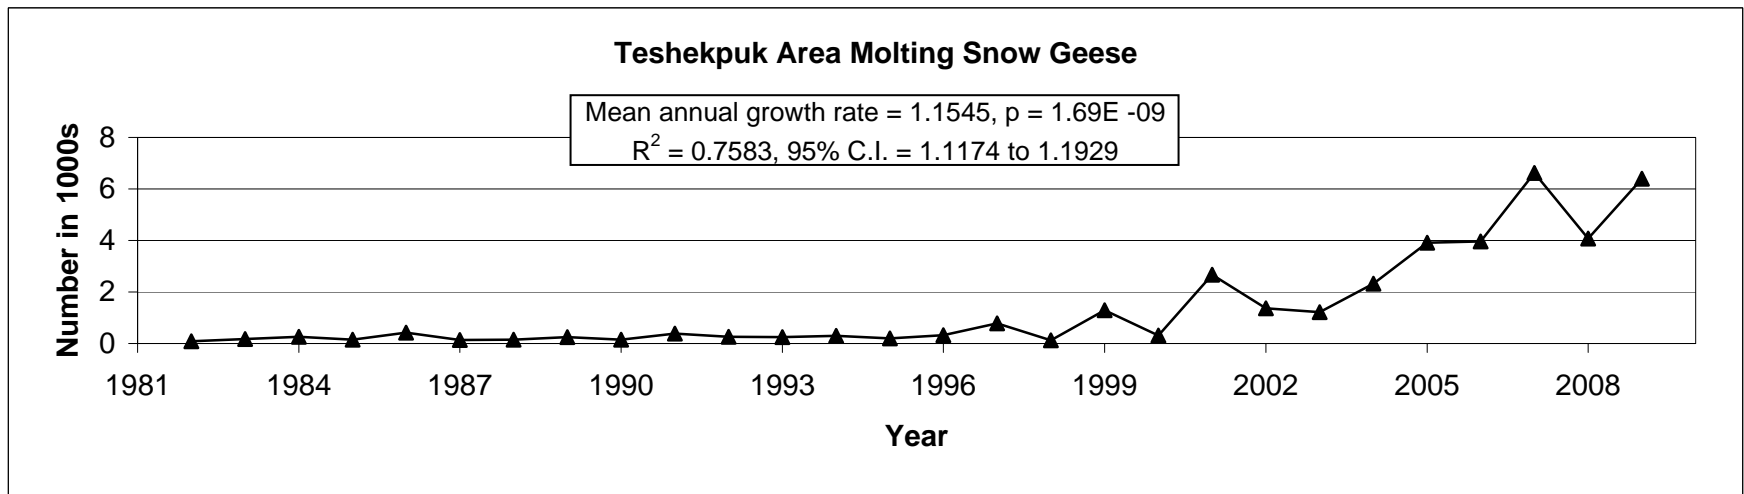 Teshekpuk Area Molting Snow Geese
Mean annual growth rate = 1.1545, p = 1.69E -09
R² = 0.7583, 95% C.I. = 1.1174 to 1.1929
Number in 1000s
8
6
4
2
0
1981 1984 1987 1990 1993 1996 1999 2002 2005 2008
Year